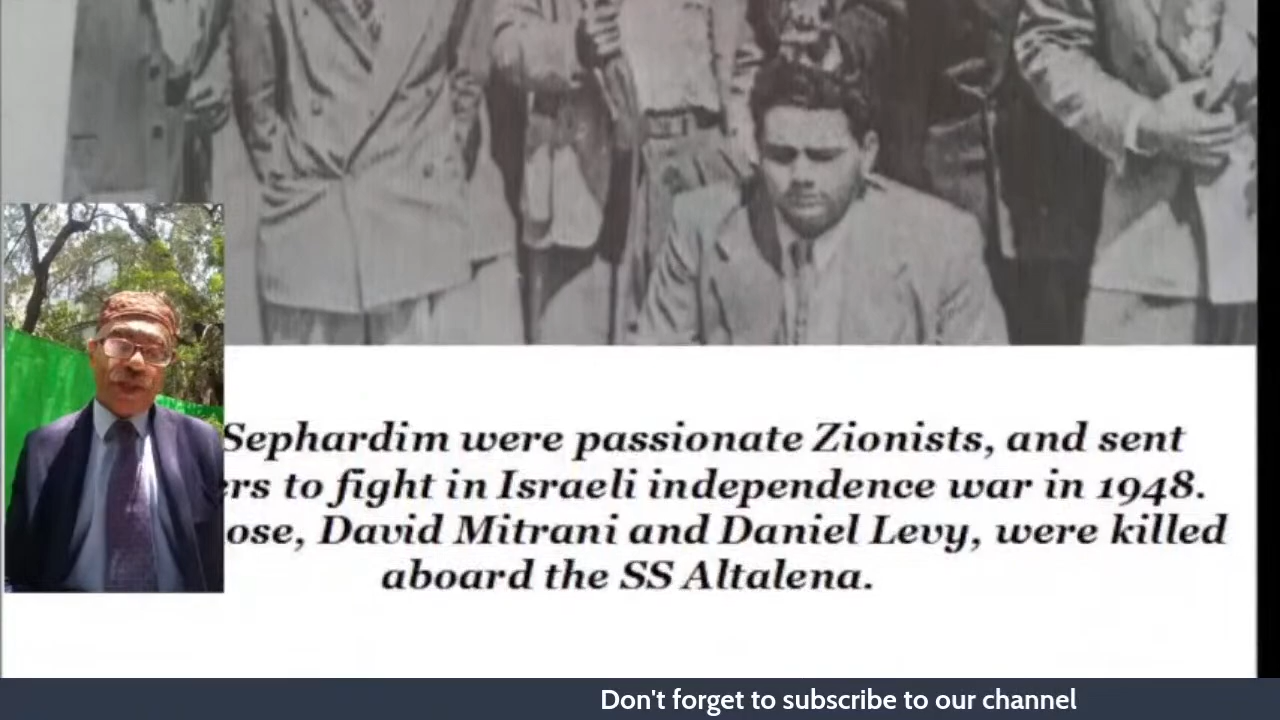 Sephardim were passionate Zionists, and sent
ers to fight in Israeli independence war in 1948.
ose, David Mitrani and Daniel Levy, were killed
aboard the SS Altalena.
Don't forget to subscribe to our channel